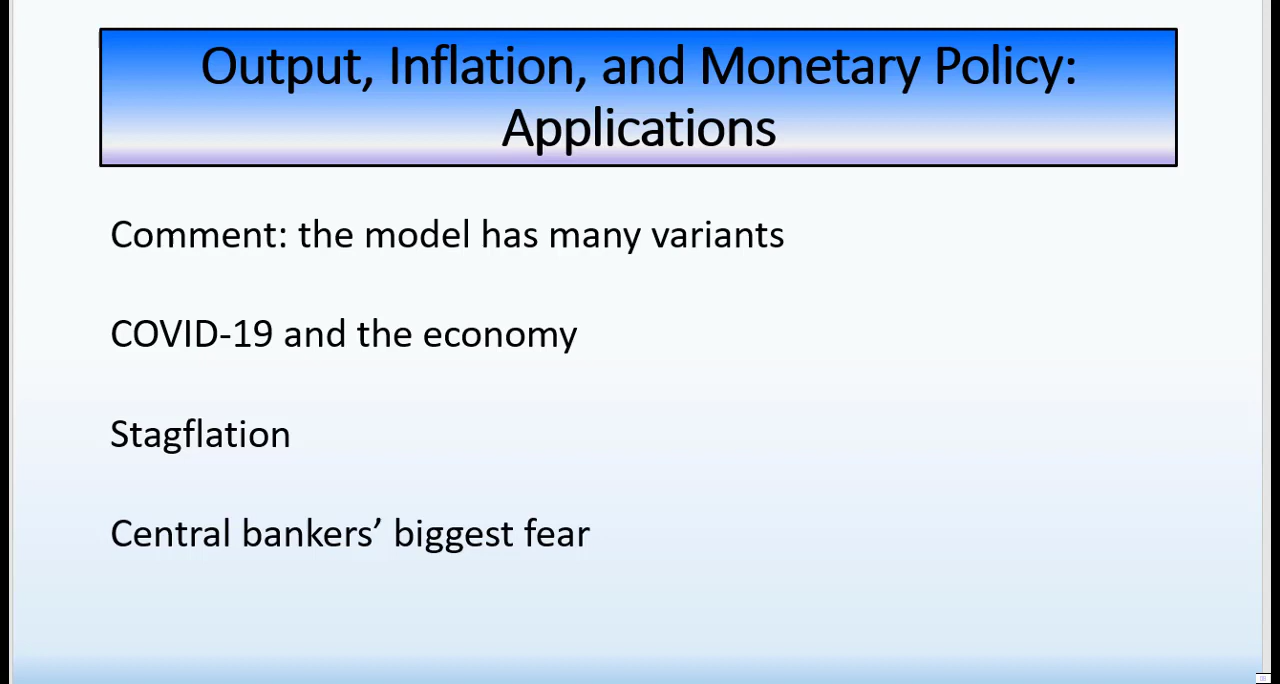 Output, Inflation, and Monetary Policy:
Applications
Comment: the model has many variants
COVID-19 and the economy
Stagflation
Central bankers’ biggest fear